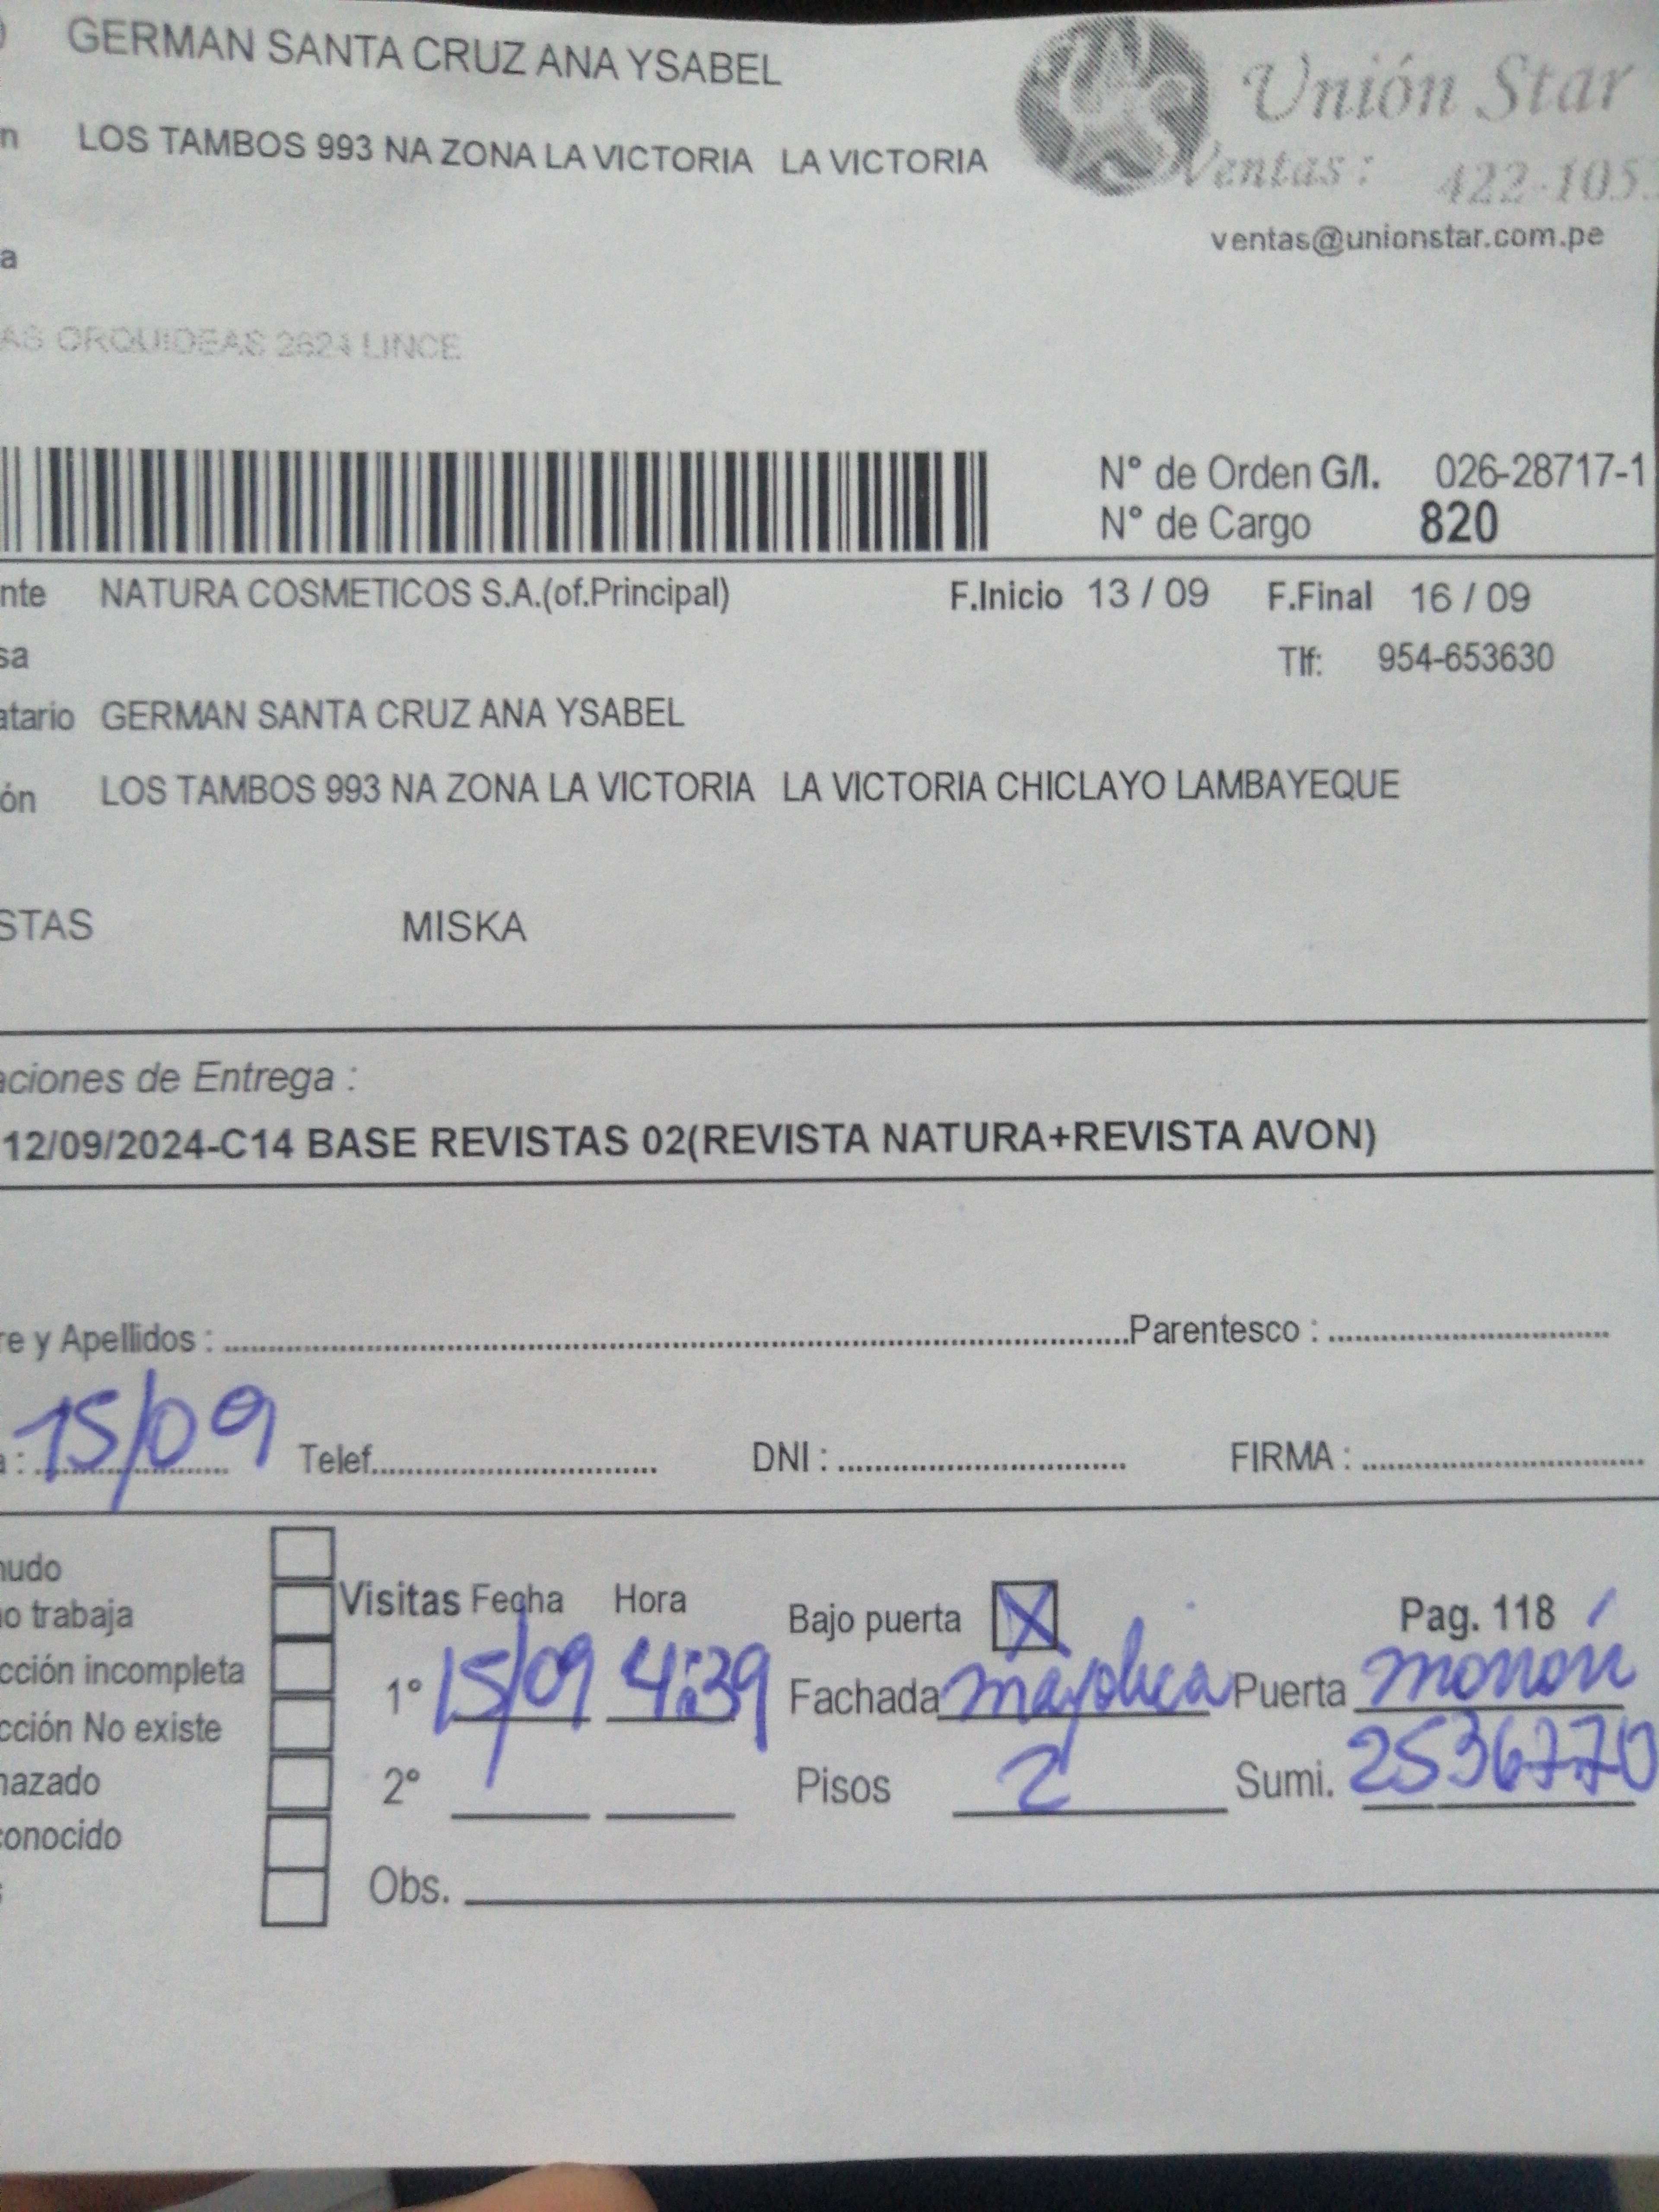 GERMAN SANTA CRUZ ANA YSABEL
Unión Star
n LOS TAMBOS 993 NA ZONA LA VICTORIA LA VICTORIA
Ventas: 422-105
ventas@unionstar.com.pe
a
AS ORQUIDEAS 2624 LINCE
N° de Orden G/I. 026-28717-1
N° de Cargo 820
nte NATURA COSMETICOS S.A.(of.Principal) F.Inicio 13 / 09 F.Final 16 / 09
sa Tlf: 954-653630
atario GERMAN SANTA CRUZ ANA YSABEL
ón LOS TAMBOS 993 NA ZONA LA VICTORIA LA VICTORIA CHICLAYO LAMBAYEQUE
STAS MISKA
aciones de Entrega :
12/09/2024-C14 BASE REVISTAS 02(REVISTA NATURA+REVISTA AVON)
re y Apellidos : Parentesco :
a : 15/09 Telef. DNI : FIRMA :
nudo
Visitas Fecha Hora Bajo puerta X Pag. 118
no trabaja
cción incompleta
1° 15/09 4:39 Fachada mayolica Puerta
cción No existe
hazado
2° Pisos 2 Sumi. 2536770
conocido
Obs.